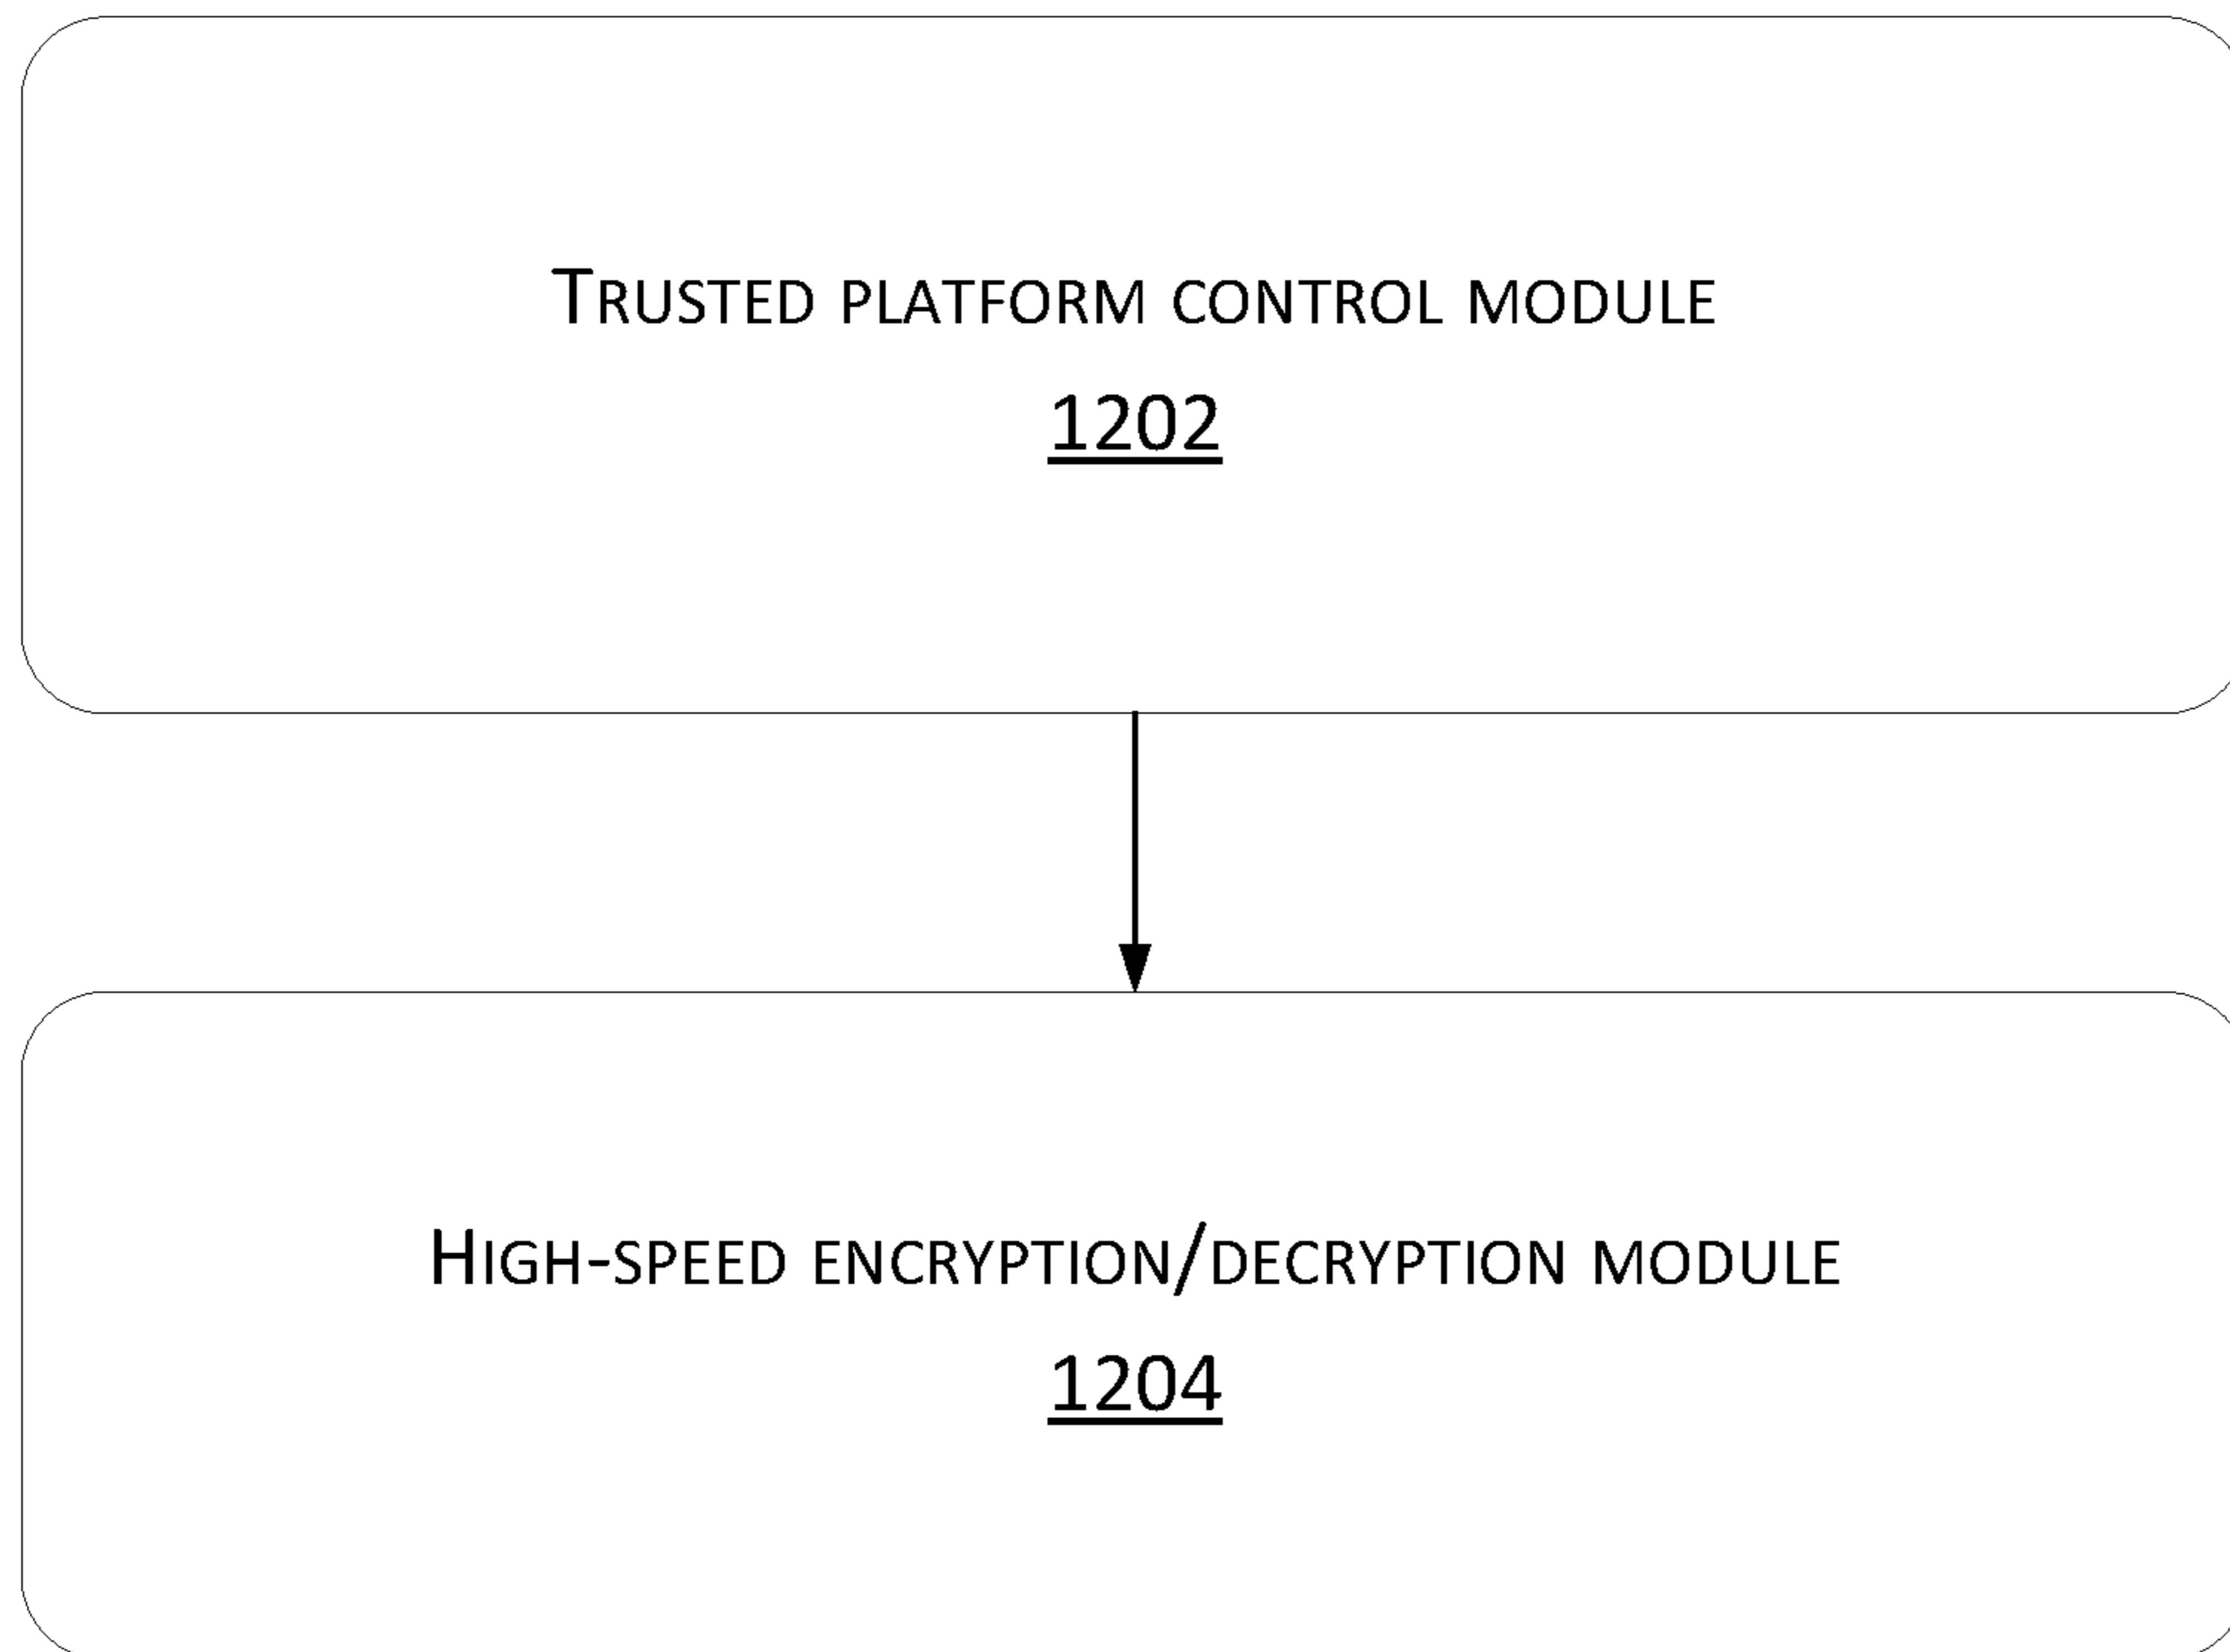 Trusted platform control module
1202
High-speed encryption/decryption module
1204